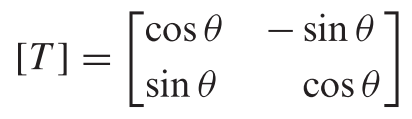 [T] = [cos θ − sin θ
sin θ cos θ]